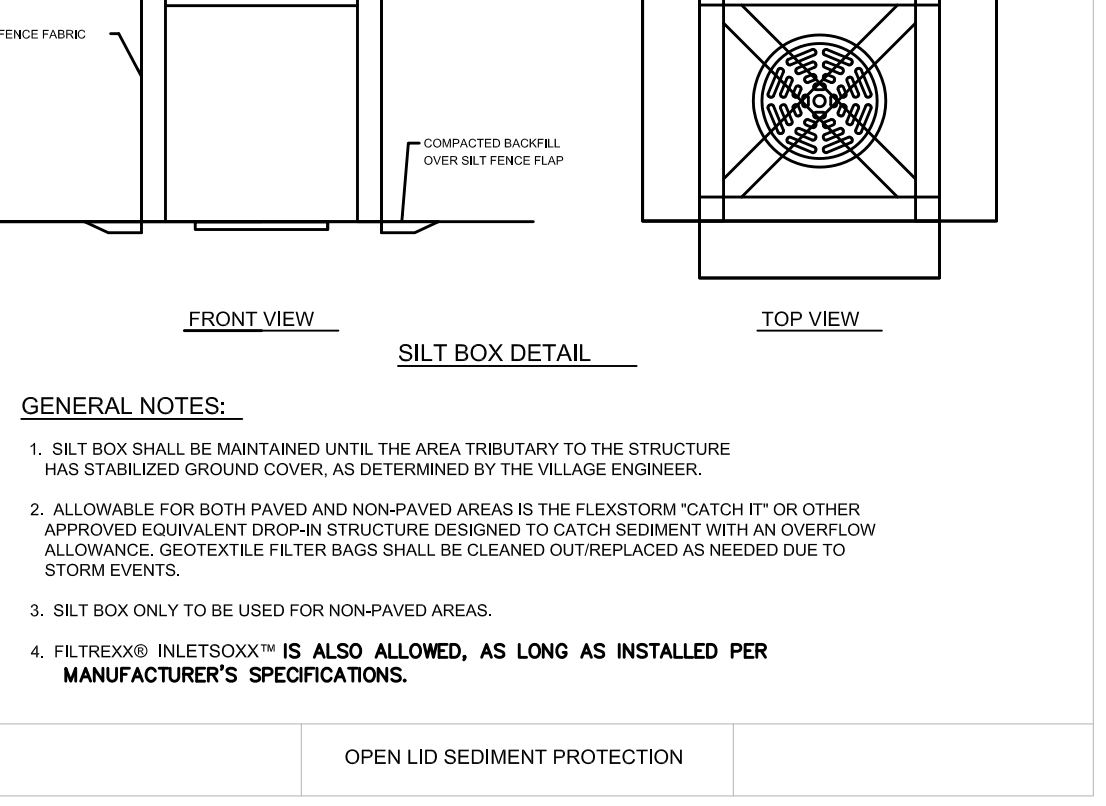 FENCE FABRIC
COMPACTED BACKFILL
OVER SILT FENCE FLAP
FRONT VIEW
TOP VIEW
SILT BOX DETAIL
GENERAL NOTES:
1. SILT BOX SHALL BE MAINTAINED UNTIL THE AREA TRIBUTARY TO THE STRUCTURE
HAS STABILIZED GROUND COVER, AS DETERMINED BY THE VILLAGE ENGINEER.
2. ALLOWABLE FOR BOTH PAVED AND NON-PAVED AREAS IS THE FLEXSTORM "CATCH IT" OR OTHER
APPROVED EQUIVALENT DROP-IN STRUCTURE DESIGNED TO CATCH SEDIMENT WITH AN OVERFLOW
ALLOWANCE. GEOTEXTILE FILTER BAGS SHALL BE CLEANED OUT/REPLACED AS NEEDED DUE TO
STORM EVENTS.
3. SILT BOX ONLY TO BE USED FOR NON-PAVED AREAS.
4. FILTREXX® INLETSOXX™ IS ALSO ALLOWED, AS LONG AS INSTALLED PER
MANUFACTURER'S SPECIFICATIONS.
OPEN LID SEDIMENT PROTECTION